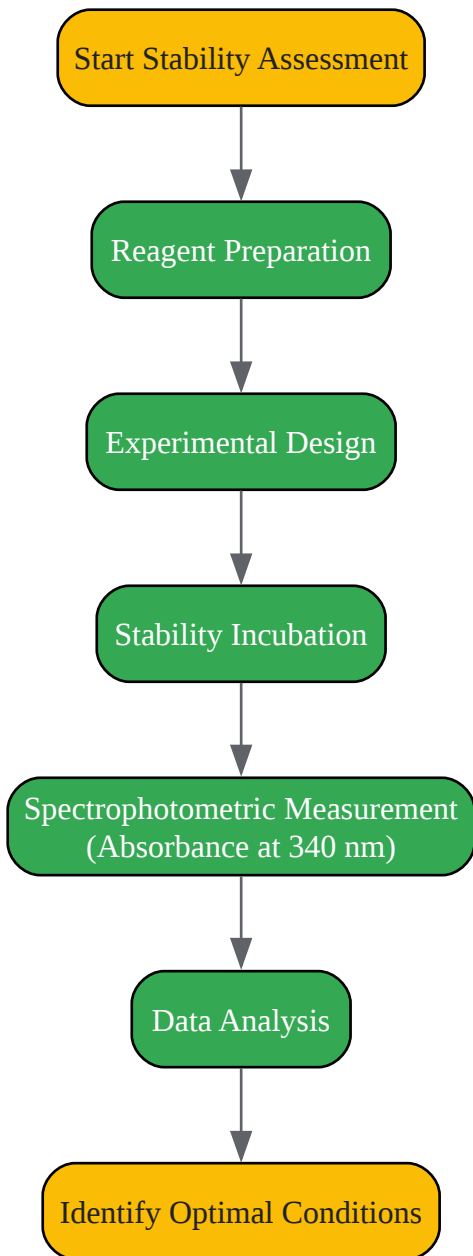 Start Stability Assessment
Reagent Preparation
Experimental Design
Stability Incubation
Spectrophotometric Measurement
(Absorbance at 340 nm)
Data Analysis
Identify Optimal Conditions